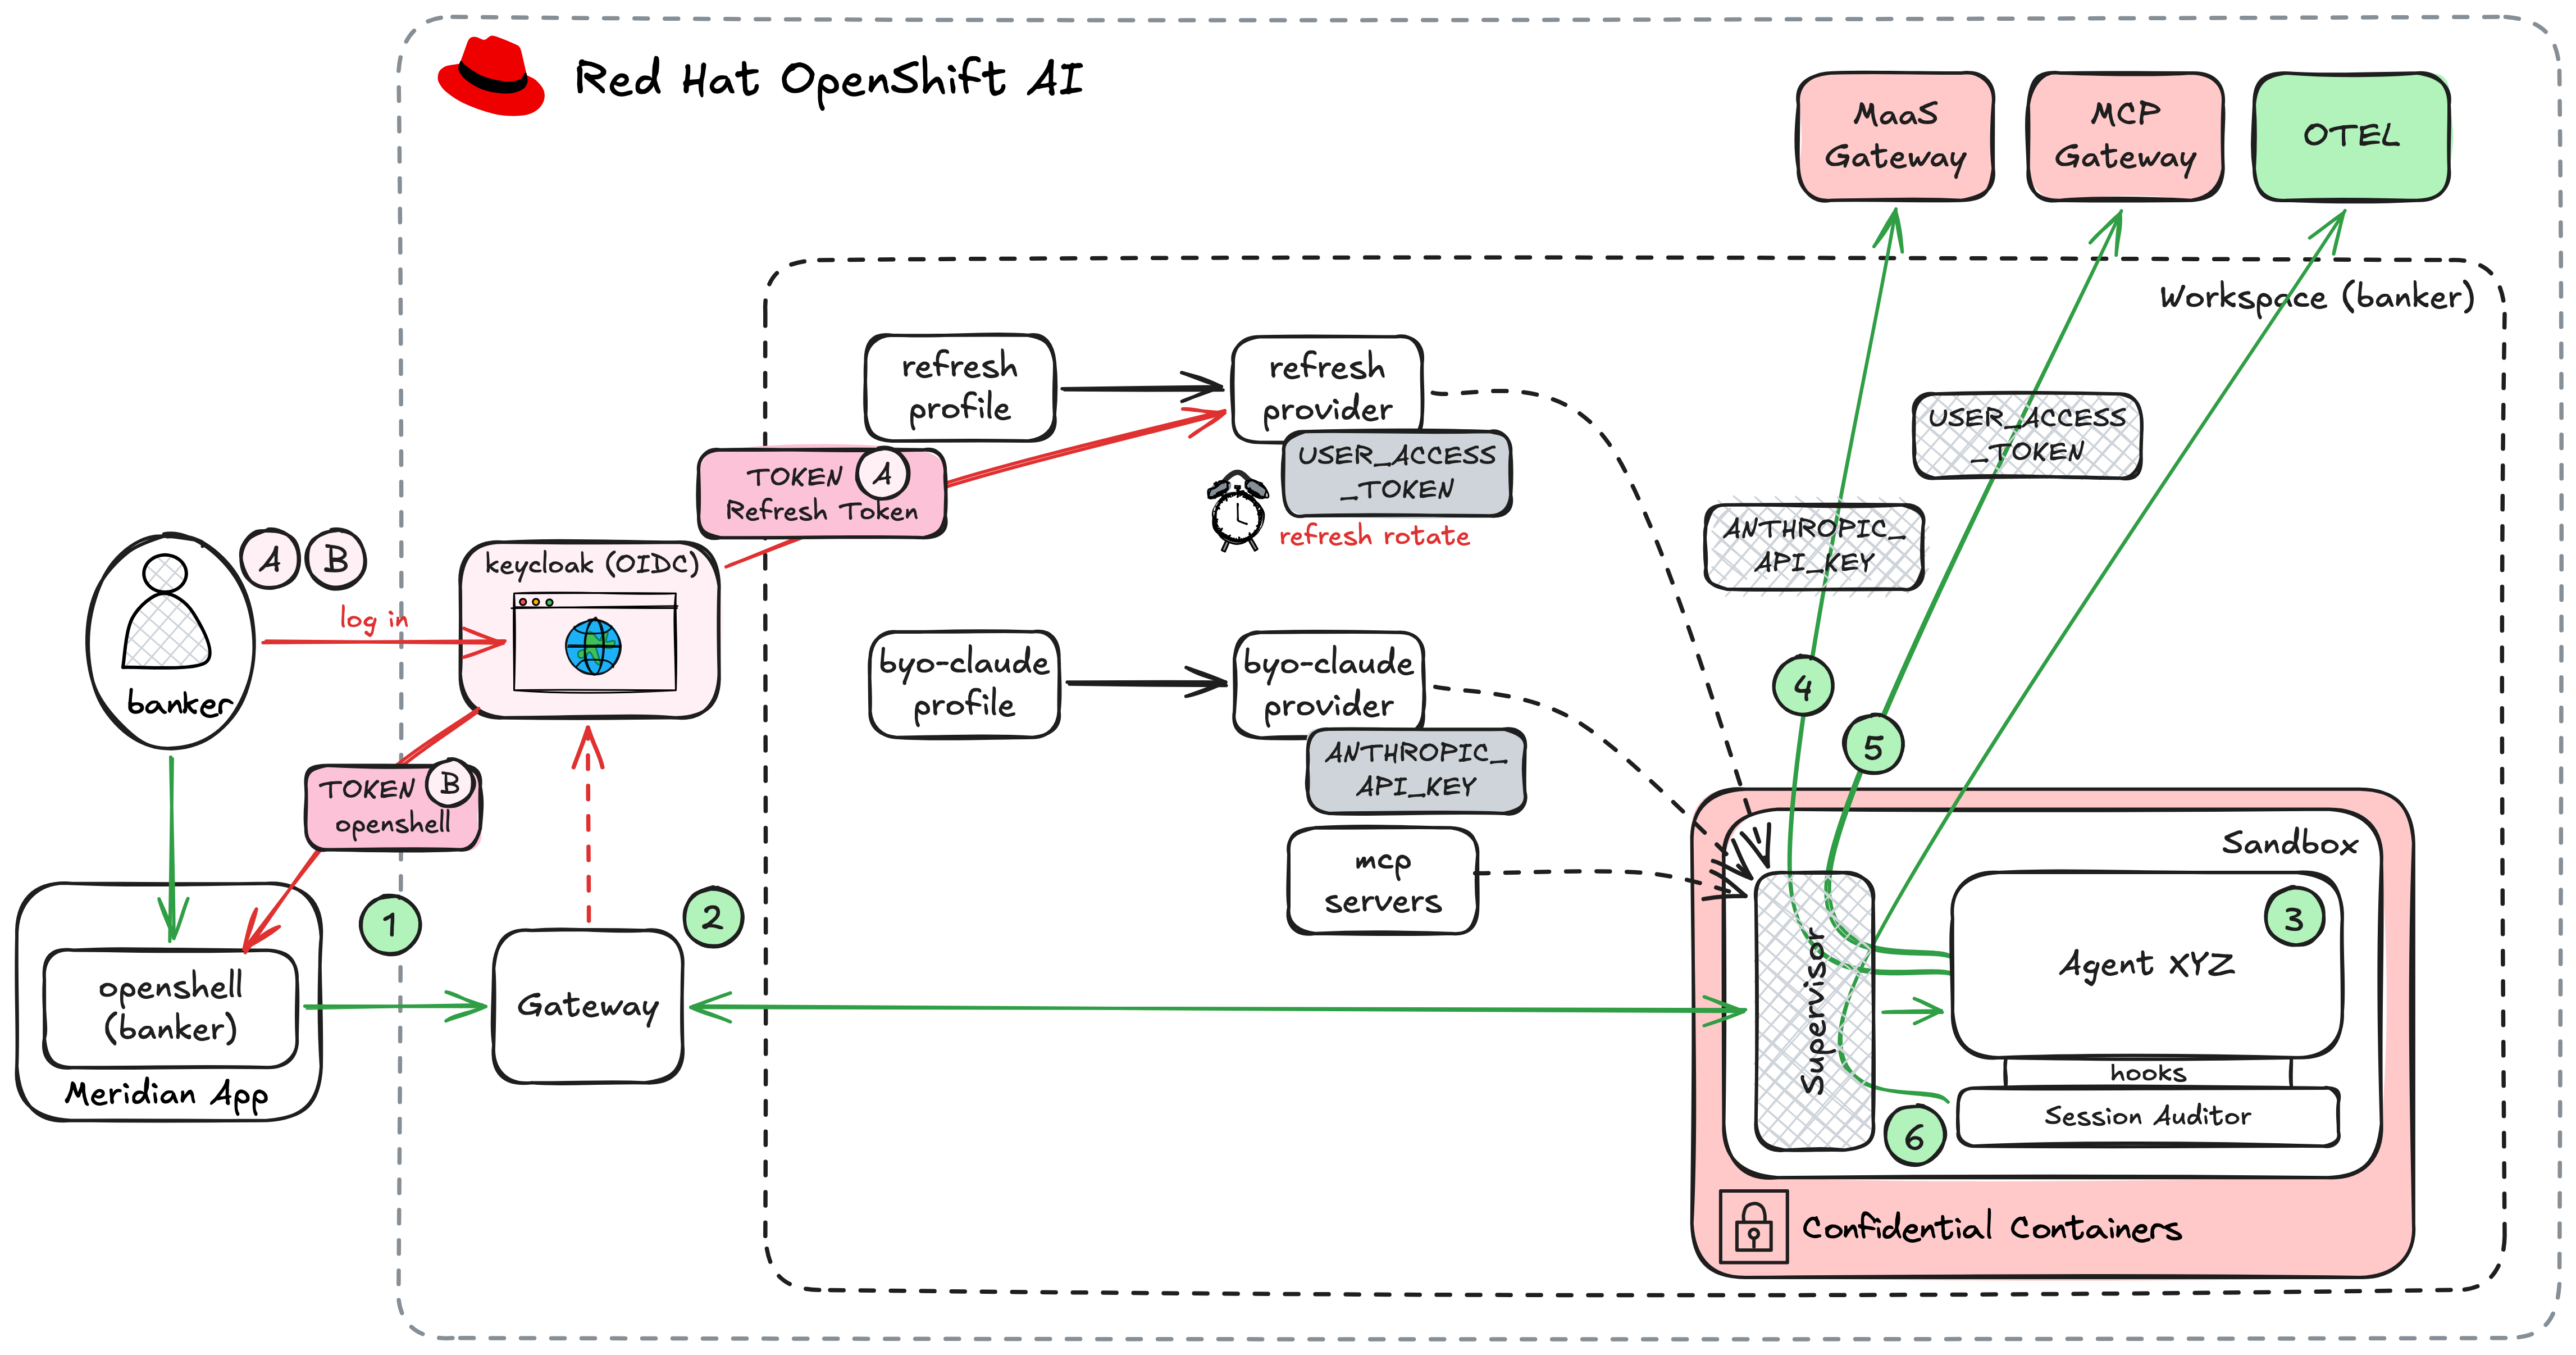 Red Hat OpenShift AI
MaaS
Gateway
MCP
Gateway
OTEL
Workspace (banker)
refresh
profile
refresh
provider
USER_ACCESS
_TOKEN
refresh rotate
TOKEN A
Refresh Token
USER_ACCESS
_TOKEN
ANTHROPIC_
API_KEY
A B
banker
log in
keycloak (OIDC)
byo-claude
profile
byo-claude
provider
ANTHROPIC_
API_KEY
4
5
TOKEN B
openshell
mcp
servers
1
2
openshell
(banker)
Meridian App
Gateway
Sandbox
Supervisor
3
Agent XYZ
hooks
Session Auditor
6
Confidential Containers